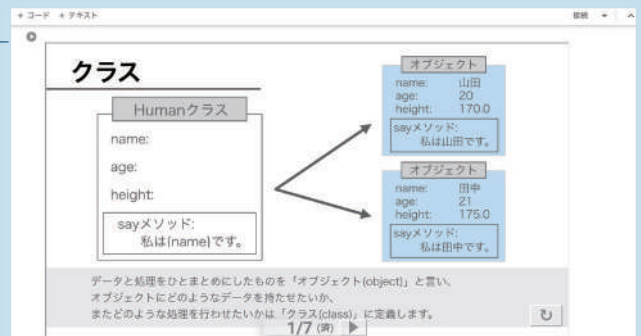 + コード + テキスト
接続
クラス
Humanクラス
name:
age:
height:
sayメソッド:
私は{name}です。
オブジェクト
name: 山田
age: 20
height: 170.0
sayメソッド:
私は山田です。
オブジェクト
name: 田中
age: 21
height: 175.0
sayメソッド:
私は田中です。
データと処理をひとまとめにしたものを「オブジェクト(object)」と言い、
オブジェクトにどのようなデータを持たせたいか、
またどのような処理を行わせたいかは「クラス(class)」に定義します。
1/7 (済)